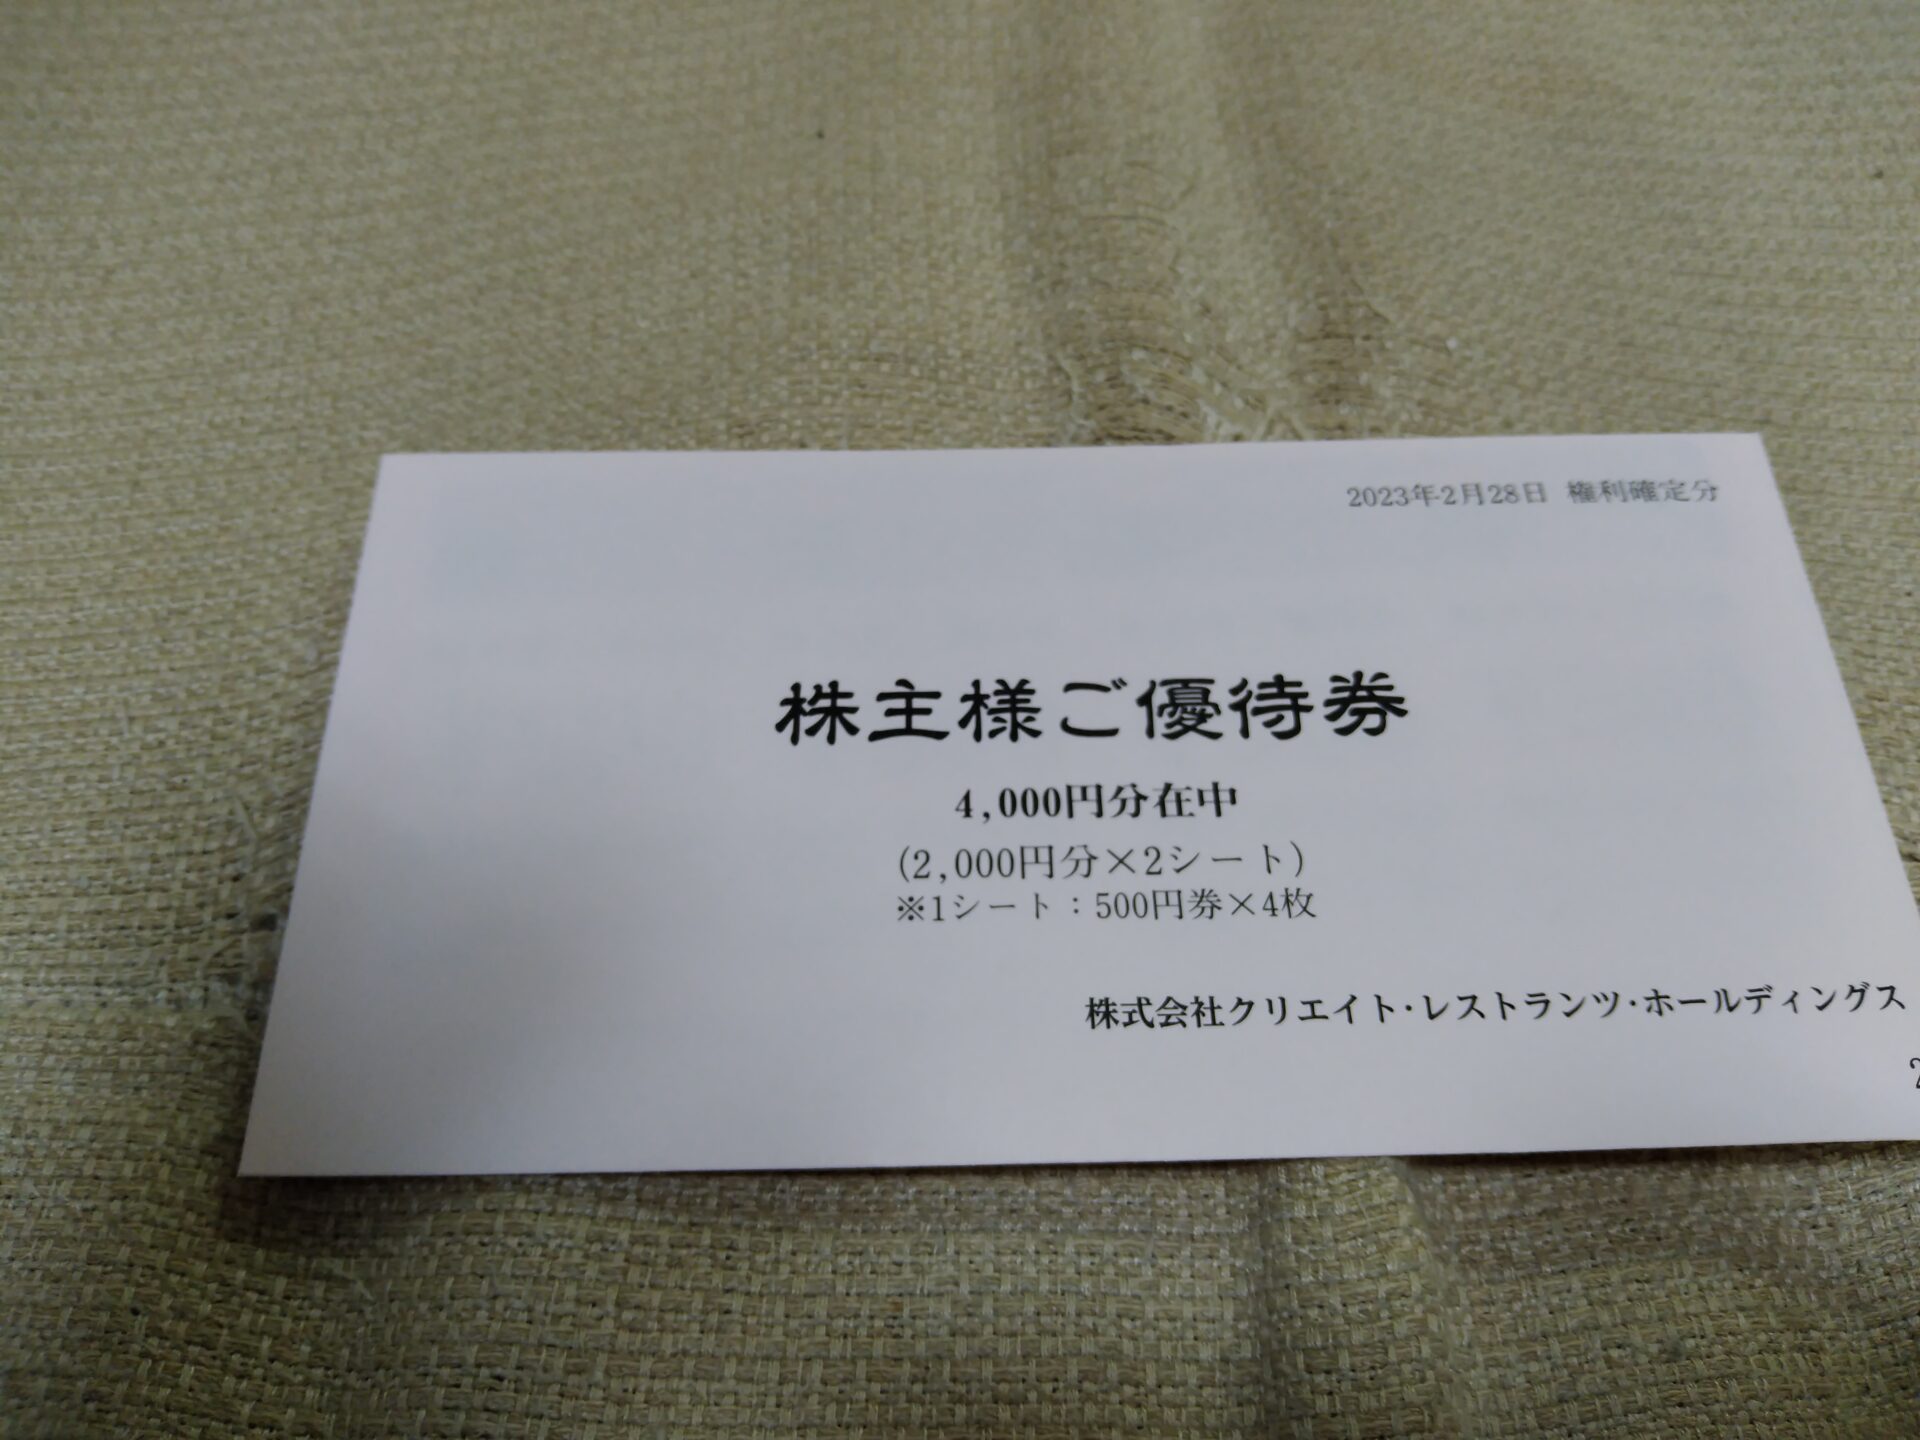 2023年2月28日 権利確定分
株主様ご優待券
4,000円分在中
(2,000円分×2シート)
※1シート：500円券×4枚
株式会社クリエイト・レストランツ・ホールディングス